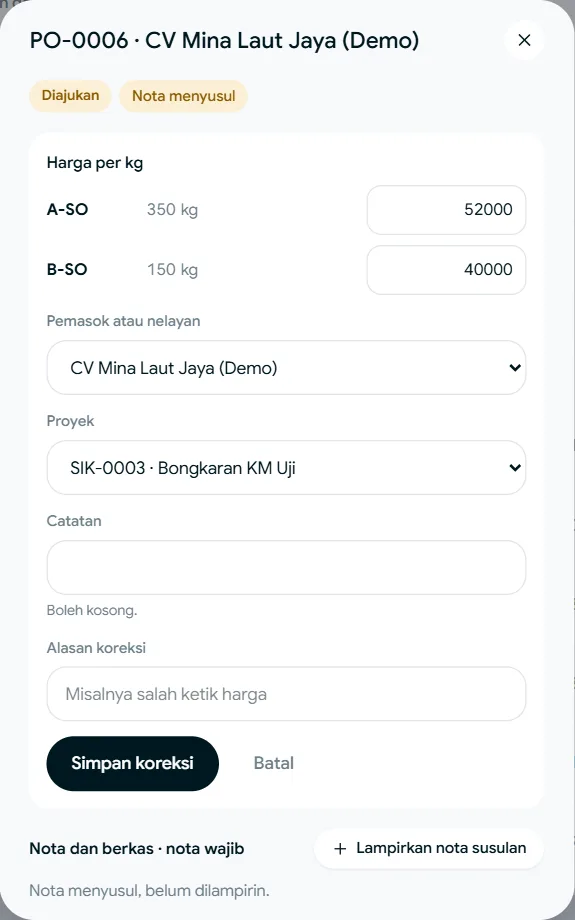 PO-0006 · CV Mina Laut Jaya (Demo)
Diajukan
Nota menyusul
Harga per kg
A-SO 350 kg 52000
B-SO 150 kg 40000
Pemasok atau nelayan
CV Mina Laut Jaya (Demo)
Proyek
SIK-0003 · Bongkaran KM Uji
Catatan
Boleh kosong.
Alasan koreksi
Misalnya salah ketik harga
Simpan koreksi Batal
Nota dan berkas · nota wajib + Lampirkan nota susulan
Nota menyusul, belum dilampirin.